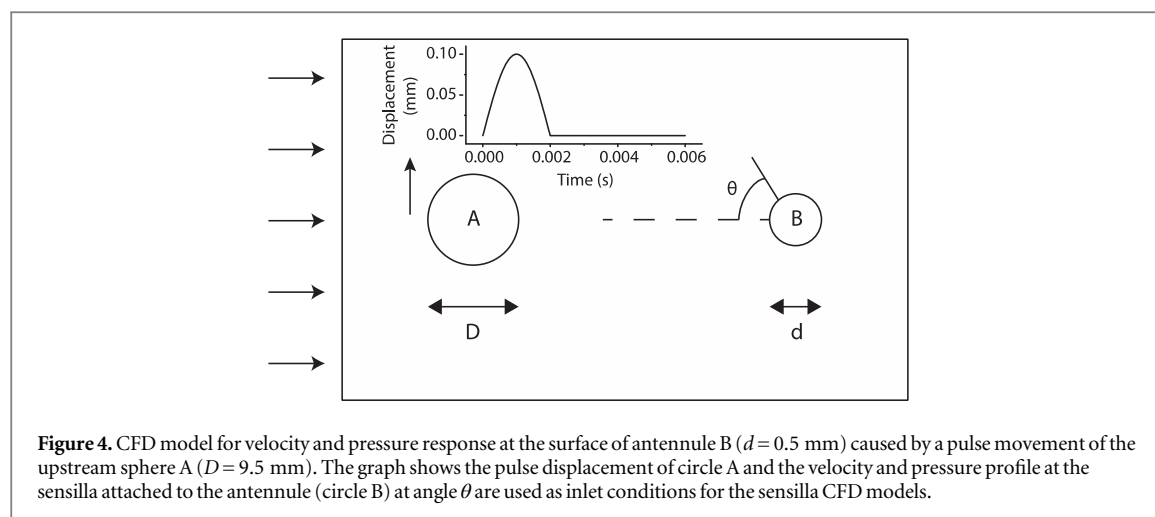 Displacement
(mm)
0.10
0.05
0.00
0.000 0.002 0.004 0.006
Time (s)
A
θ
B
D
d
Figure 4. CFD model for velocity and pressure response at the surface of antennule B (d = 0.5 mm) caused by a pulse movement of the
upstream sphere A (D = 9.5 mm). The graph shows the pulse displacement of circle A and the velocity and pressure profile at the
sensilla attached to the antennule (circle B) at angle θ are used as inlet conditions for the sensilla CFD models.